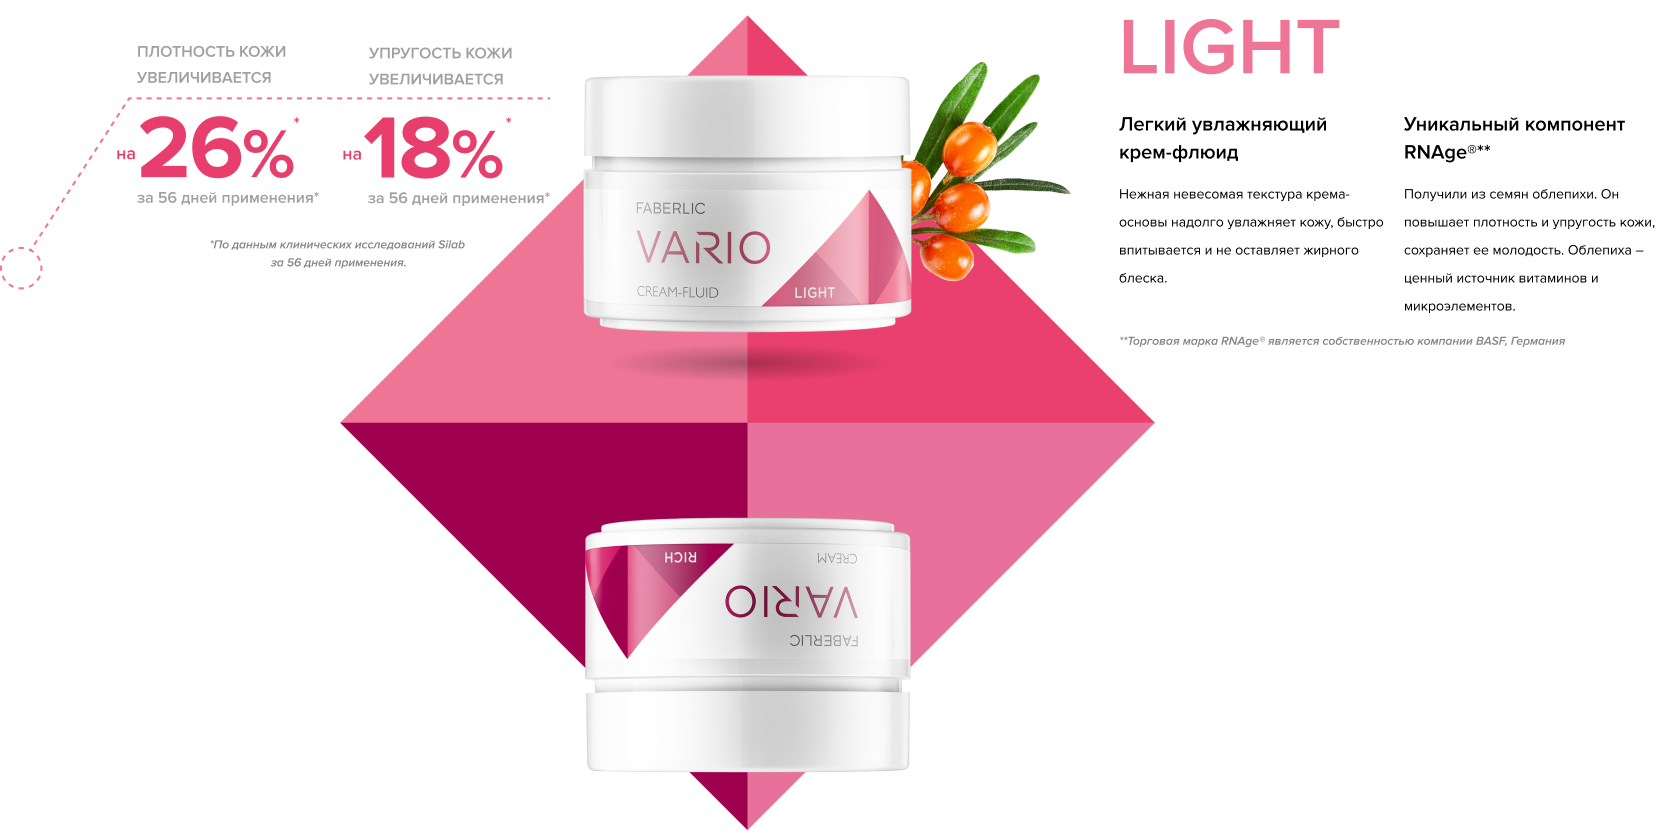 ПЛОТНОСТЬ КОЖИ
УВЕЛИЧИВАЕТСЯ
на 26%*
за 56 дней применения*
УПРУГОСТЬ КОЖИ
УВЕЛИЧИВАЕТСЯ
на 18%*
за 56 дней применения*
*По данным клинических исследований Silab
за 56 дней применения.
FABERLIC
VARIO
CREAM-FLUID
LIGHT
LIGHT
Легкий увлажняющий
крем-флюид
Нежная невесомая текстура крема-
основы надолго увлажняет кожу, быстро
впитывается и не оставляет жирного
блеска.
Уникальный компонент
RNAge®**
Получили из семян облепихи. Он
повышает плотность и упругость кожи,
сохраняет ее молодость. Облепиха –
ценный источник витаминов и
микроэлементов.
**Торговая марка RNAge® является собственностью компании BASF, Германия
FABERLIC
VARIO
CREAM
RICH